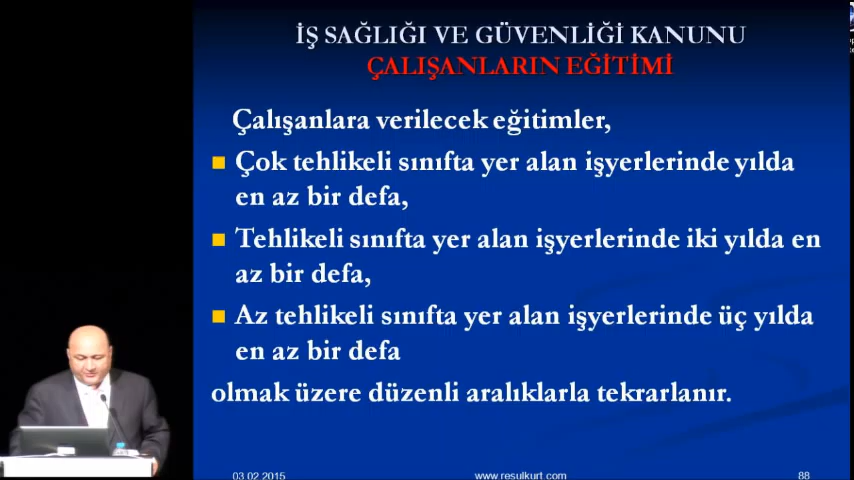 İŞ SAĞLIĞI VE GÜVENLİĞİ KANUNU
ÇALIŞANLARIN EĞİTİMİ
Çalışanlara verilecek eğitimler,
Çok tehlikeli sınıfta yer alan işyerlerinde yılda
en az bir defa,
Tehlikeli sınıfta yer alan işyerlerinde iki yılda en
az bir defa,
Az tehlikeli sınıfta yer alan işyerlerinde üç yılda
en az bir defa
olmak üzere düzenli aralıklarla tekrarlanır.
03.02.2015 www.resulkurt.com 88